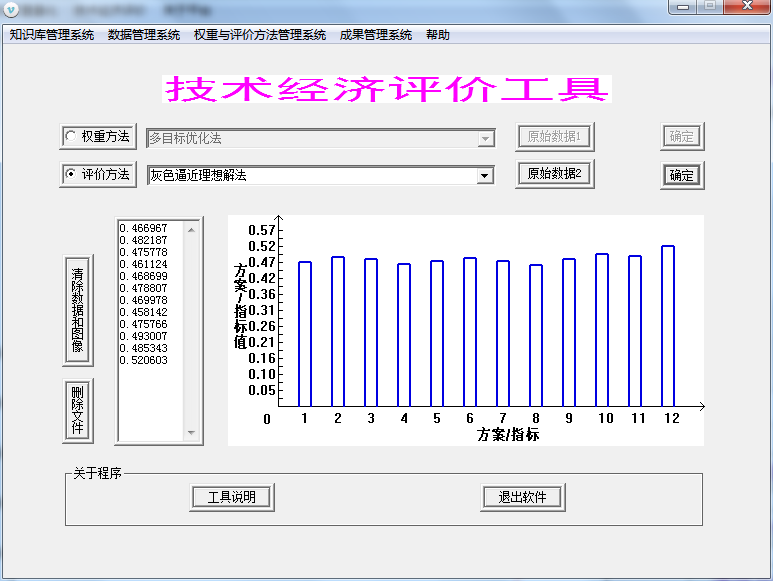 知识库管理系统 数据管理系统 权重与评价方法管理系统 成果管理系统 帮助
技术经济评价工具
权重方法 多目标优化法 原始数据1 确定
评价方法 灰色逼近理想解法 原始数据2 确定
清除数据和图像
删除文件
0.466967
0.482187
0.475778
0.461124
0.468699
0.478807
0.469978
0.458142
0.475766
0.493007
0.485343
0.520603
方案/指标值
0.57
0.52
0.47
0.42
0.36
0.31
0.26
0.21
0.16
0.10
0.05
0 1 2 3 4 5 6 7 8 9 10 11 12
方案/指标
关于程序
工具说明 退出软件